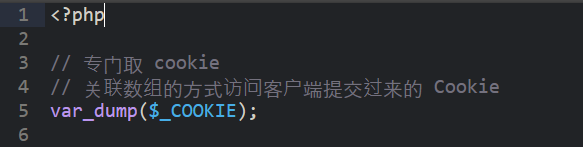 1 <?php
2
3 // 专门取 cookie
4 // 关联数组的方式访问客户端提交过来的 Cookie
5 var_dump($_COOKIE);
6